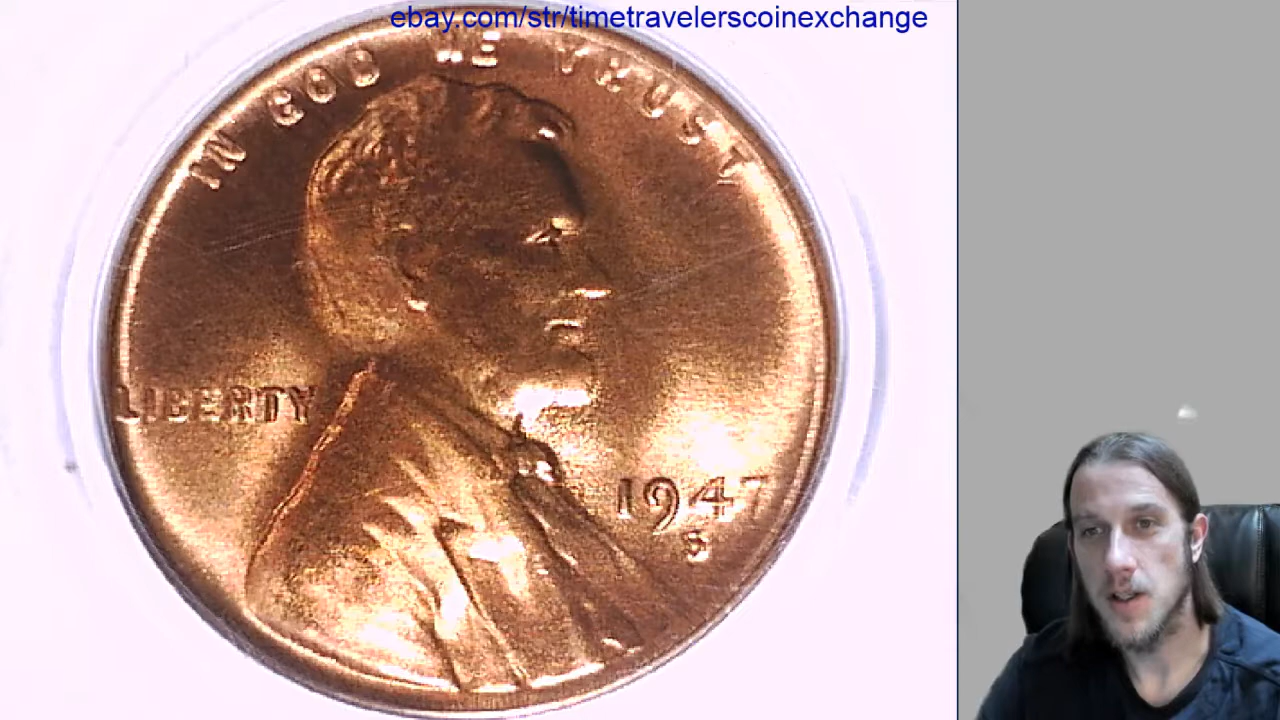 ebay.com/str/timetravelerscoinexchange
IN GOD WE TRUST
LIBERTY
1947
S